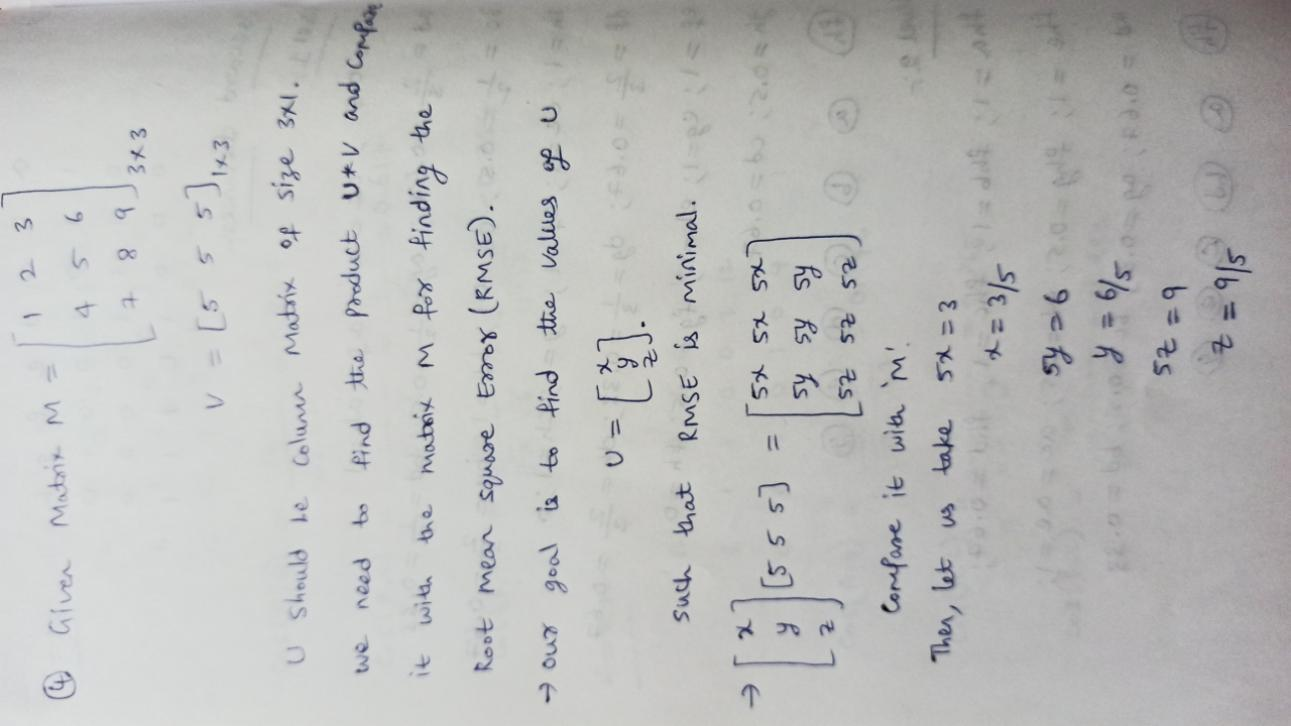 ④ Given Matrix M = [ 1 2 3
4 5 6
7 8 9 ] 3×3
V = [5 5 5] 1×3
U should be column matrix of size 3×1.
we need to find the product U*V and compare
it with the matrix M for finding the
Root mean square Error (RMSE).
→ our goal is to find the values of U
U = [ x
y
z ].
such that RMSE is minimal.
→ [ x
y
z ] [5 5 5] = [ 5x 5x 5x
5y 5y 5y
5z 5z 5z ]
Compare it with 'M'.
Then, let us take 5x = 3
x = 3/5
5y = 6
y = 6/5
5z = 9
z = 9/5